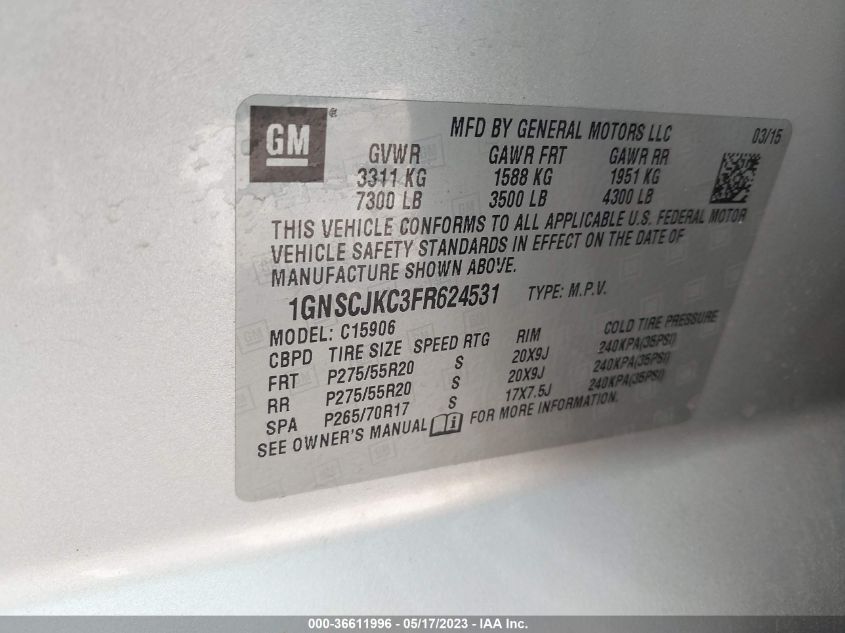 GM®
MFD BY GENERAL MOTORS LLC 03/15
GVWR GAWR FRT GAWR RR
3311 KG 1588 KG 1951 KG
7300 LB 3500 LB 4300 LB
THIS VEHICLE CONFORMS TO ALL APPLICABLE U.S. FEDERAL MOTOR
VEHICLE SAFETY STANDARDS IN EFFECT ON THE DATE OF
MANUFACTURE SHOWN ABOVE.
1GNSCJKC3FR624531 TYPE: M.P.V.
MODEL: C15906
CBPD TIRE SIZE SPEED RTG RIM COLD TIRE PRESSURE
FRT P275/55R20 S 20X9J 240KPA(35PSI)
RR P275/55R20 S 20X9J 240KPA(35PSI)
SPA P265/70R17 S 17X7.5J 240KPA(35PSI)
SEE OWNER'S MANUAL i FOR MORE INFORMATION.
000-36611996 - 05/17/2023 - IAA Inc.